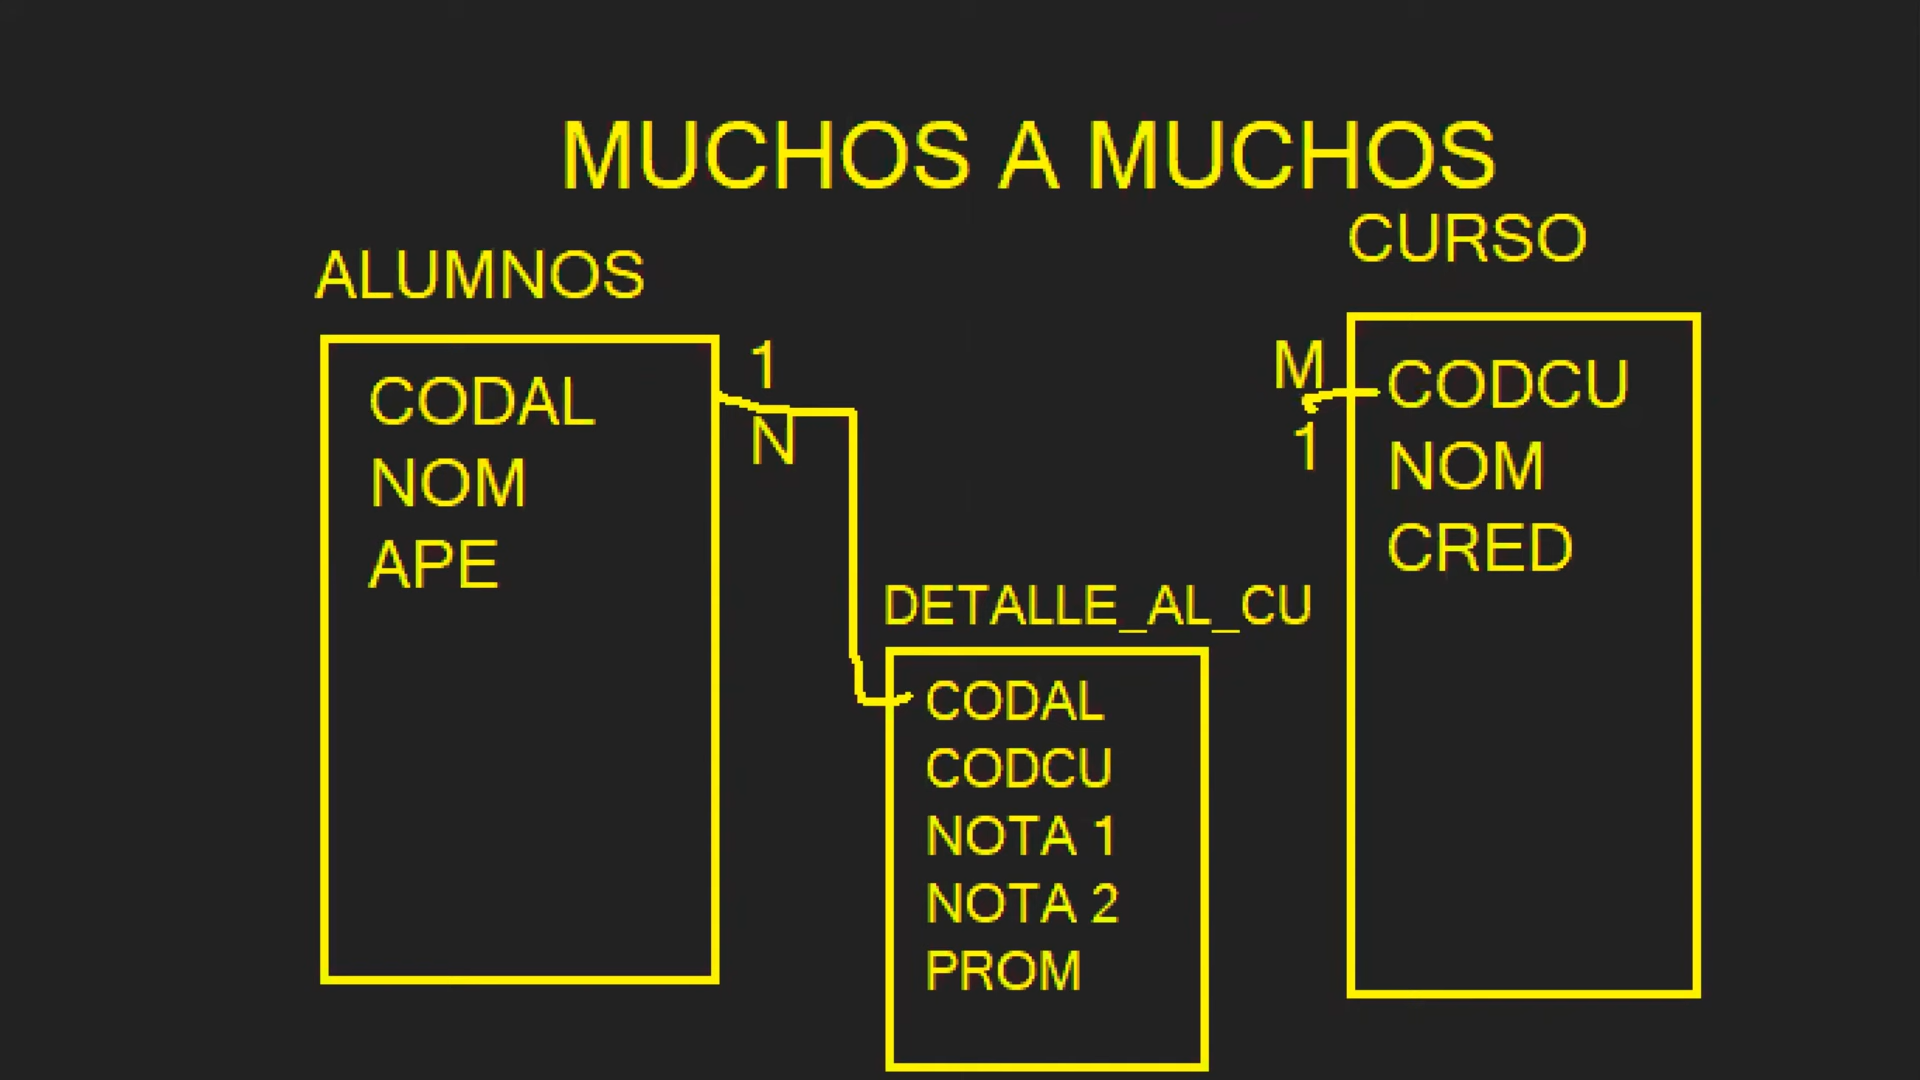 MUCHOS A MUCHOS
ALUMNOS
CODAL
NOM
APE
1
N
DETALLE_AL_CU
CODAL
CODCU
NOTA 1
NOTA 2
PROM
CURSO
M
1
CODCU
NOM
CRED